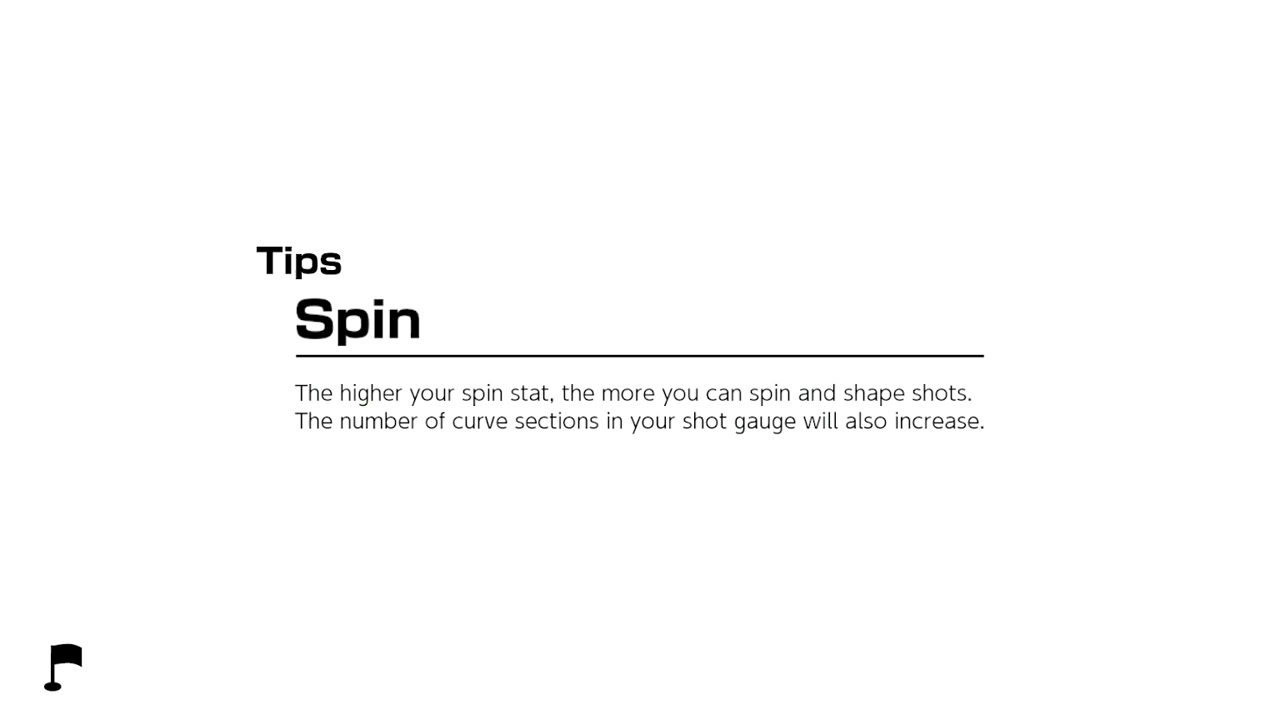 Tips
Spin
The higher your spin stat, the more you can spin and shape shots.
The number of curve sections in your shot gauge will also increase.